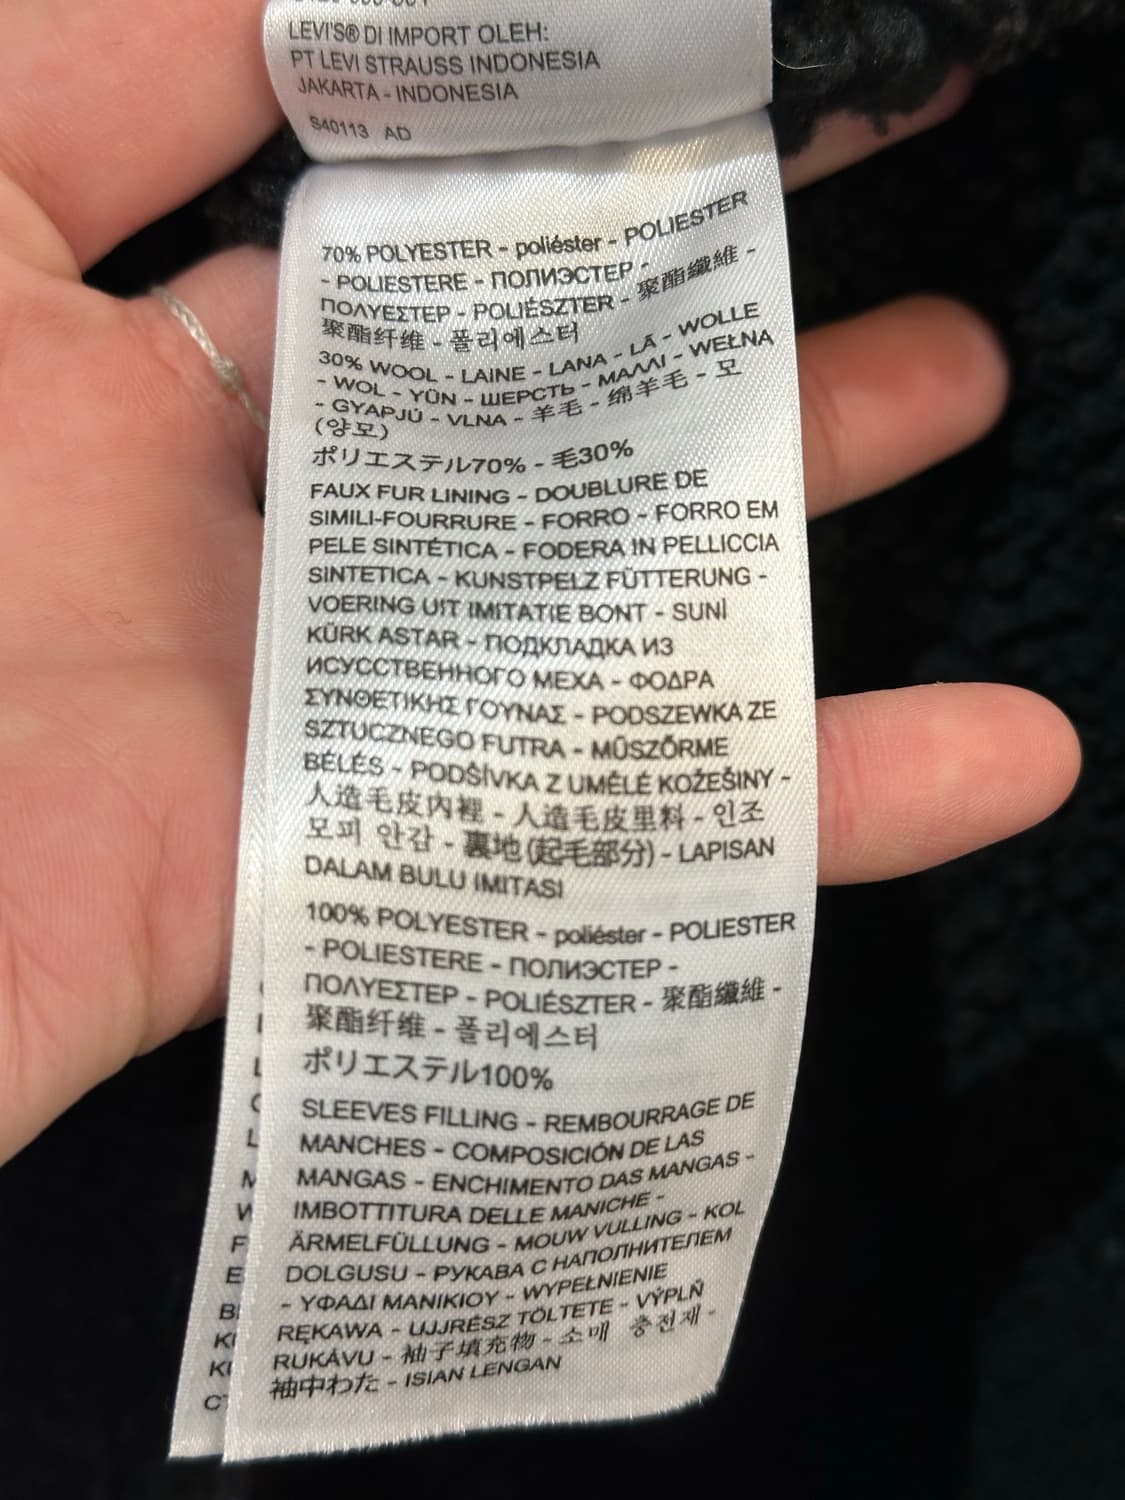 LEVI'S® DI IMPORT OLEH:
PT LEVI STRAUSS INDONESIA
JAKARTA - INDONESIA
S40113 AD
70% POLYESTER - poliéster - POLIESTER
- POLIESTERE - ПОЛИЭСТЕР -
ΠΟΛΥΕΣΤΕΡ - POLIÉSZTER - 聚酯纖維 -
聚酯纤维 - 폴리에스터
30% WOOL - LAINE - LANA - LÃ - WOLLE
- WOL - YÜN - ШЕРСТЬ - ΜΑΛΛΙ - WEŁNA
- GYAPJÚ - VLNA - 羊毛 - 绵羊毛 - 모
(양모)
ポリエステル70% - 毛30%
FAUX FUR LINING - DOUBLURE DE
SIMILI-FOURRURE - FORRO - FORRO EM
PELE SINTÉTICA - FODERA IN PELLICCIA
SINTETICA - KUNSTPELZ FÜTTERUNG -
VOERING UIT IMITATIE BONT - SUNİ
KÜRK ASTAR - ПОДКЛАДКА ИЗ
ИСУССТВЕННОГО МЕХА - ΦΟΔΡΑ
ΣΥΝΘΕΤΙΚΗΣ ΓΟΥΝΑΣ - PODSZEWKA ZE
SZTUCZNEGO FUTRA - MŰSZŐRME
BÉLÉS - PODŠÍVKA Z UMĚLÉ KOŽEŠINY -
人造毛皮內裡 - 人造毛皮里料 - 인조
모피 안감 - 裏地(起毛部分) - LAPISAN
DALAM BULU IMITASI
100% POLYESTER - poliéster - POLIESTER
- POLIESTERE - ПОЛИЭСТЕР -
ΠΟΛΥΕΣΤΕΡ - POLIÉSZTER - 聚酯纖維 -
聚酯纤维 - 폴리에스터
ポリエステル100%
SLEEVES FILLING - REMBOURRAGE DE
MANCHES - COMPOSICIÓN DE LAS
MANGAS - ENCHIMENTO DAS MANGAS -
IMBOTTITURA DELLE MANICHE -
ÄRMELFÜLLUNG - MOUW VULLING - KOL
DOLGUSU - РУКАВА С НАПОЛНИТЕЛЕМ
- ΥΦΑΔΙ ΜΑΝΙΚΙΟΥ - WYPEŁNIENIE
RĘKAWA - UJJRÉSZ TÖLTETE - VÝPLŇ
RUKÁVU - 袖子填充物 - 소매 충전재 -
袖中わた - ISIAN LENGAN